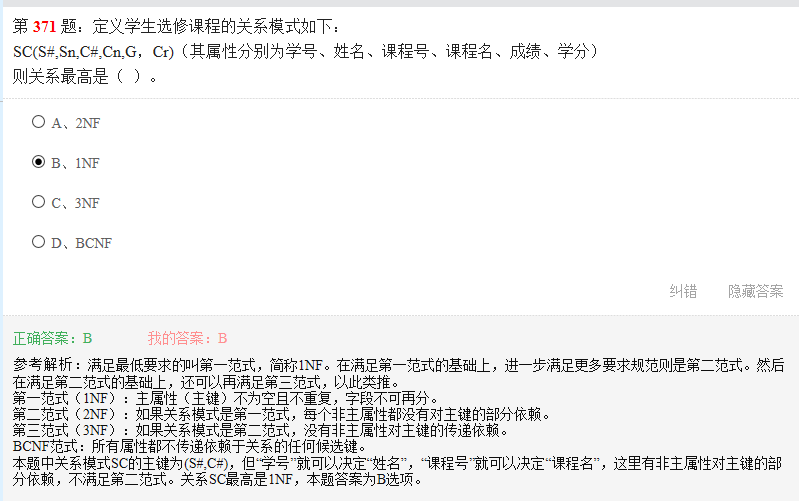 第 371 题：定义学生选修课程的关系模式如下：
SC(S#,Sn,C#,Cn,G，Cr)（其属性分别为学号、姓名、课程号、课程名、成绩、学分）
则关系最高是（ ）。
A、2NF
B、1NF
C、3NF
D、BCNF
纠错 隐藏答案
正确答案：B 我的答案：B
参考解析：满足最低要求的叫第一范式，简称1NF。在满足第一范式的基础上，进一步满足更多要求规范则是第二范式。然后
在满足第二范式的基础上，还可以再满足第三范式，以此类推。
第一范式（1NF）：主属性（主键）不为空且不重复，字段不可再分。
第二范式（2NF）：如果关系模式是第一范式，每个非主属性都没有对主键的部分依赖。
第三范式（3NF）：如果关系模式是第二范式，没有非主属性对主键的传递依赖。
BCNF范式：所有属性都不传递依赖于关系的任何候选键。
本题中关系模式SC的主键为(S#,C#)，但“学号”就可以决定“姓名”，“课程号”就可以决定“课程名”，这里有非主属性对主键的部
分依赖，不满足第二范式。关系SC最高是1NF，本题答案为B选项。